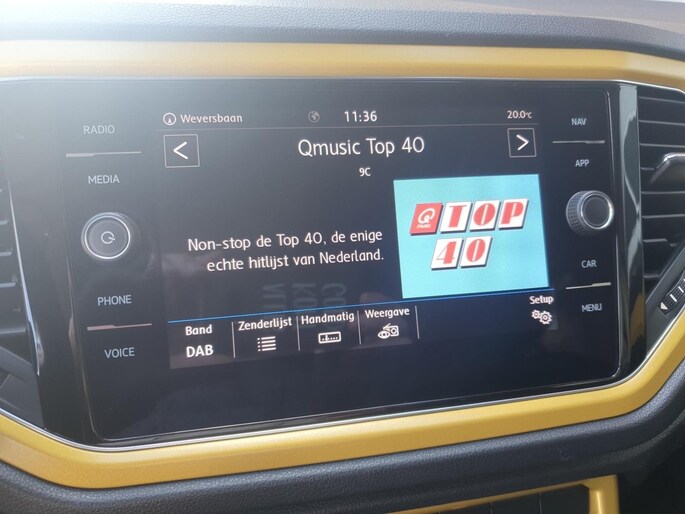 Weversbaan 11:36 20.0°C
RADIO
MEDIA
PHONE
VOICE
< Qmusic Top 40 >
9C
Non-stop de Top 40, de enige
echte hitlijst van Nederland.
Q TOP
music
40
Setup
Band Zenderlijst Handmatig Weergave
DAB
NAV
APP
CAR
MENU